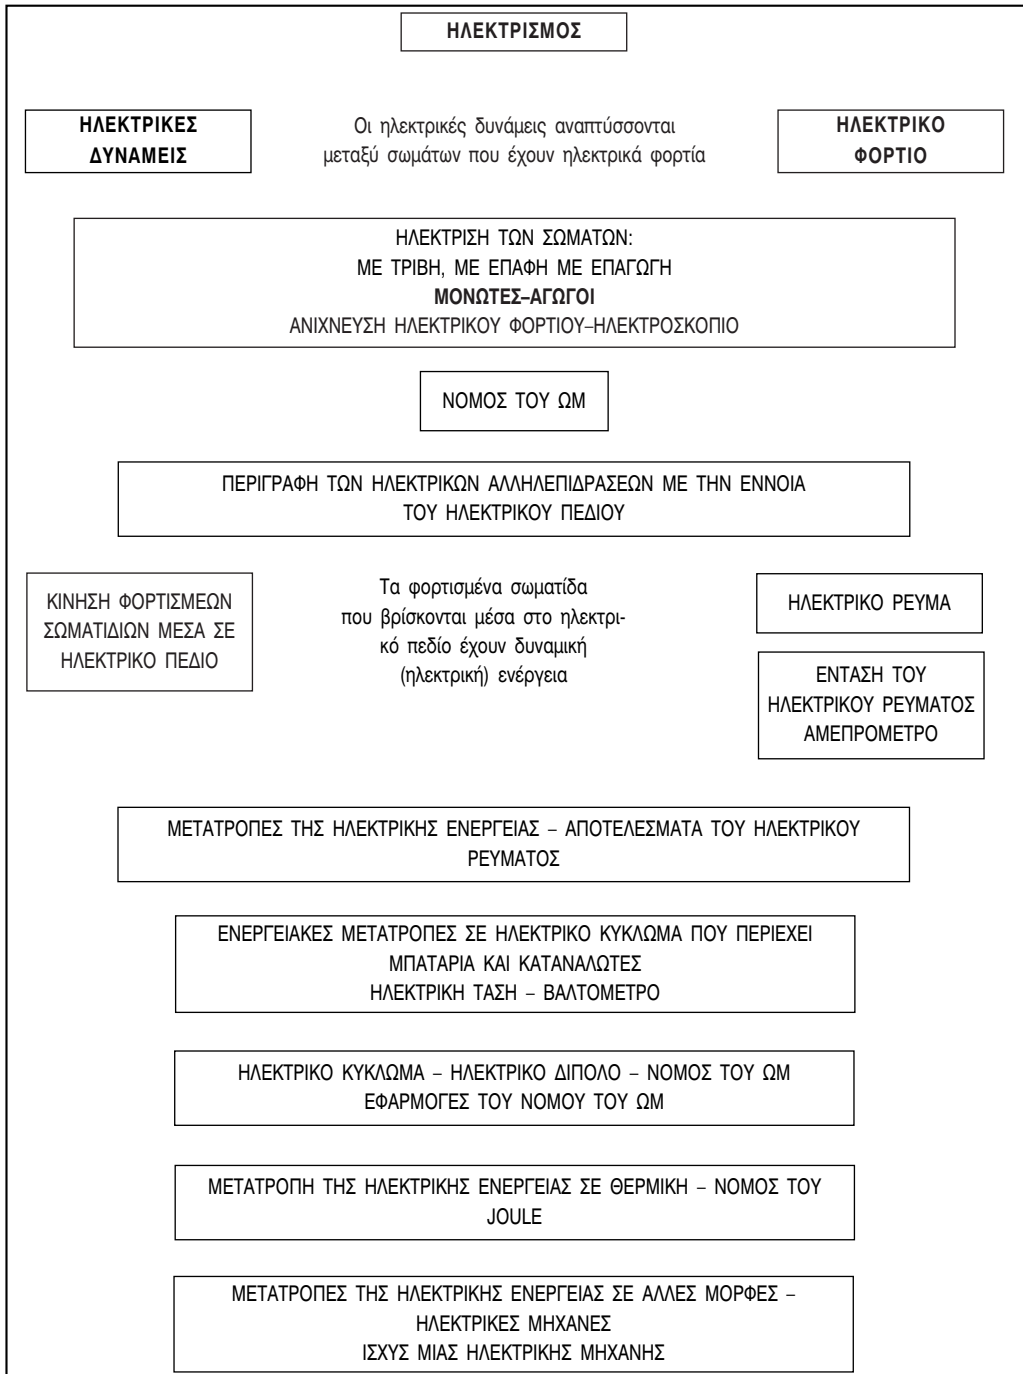 ΗΛΕΚΤΡΙΣΜΟΣ
ΗΛΕΚΤΡΙΚΕΣ
ΔΥΝΑΜΕΙΣ
Οι ηλεκτρικές δυνάμεις αναπτύσσονται
μεταξύ σωμάτων που έχουν ηλεκτρικά φορτία
ΗΛΕΚΤΡΙΚΟ
ΦΟΡΤΙΟ
ΗΛΕΚΤΡΙΣΗ ΤΩΝ ΣΩΜΑΤΩΝ:
ΜΕ ΤΡΙΒΗ, ΜΕ ΕΠΑΦΗ ΜΕ ΕΠΑΓΩΓΗ
ΜΟΝΩΤΕΣ–ΑΓΩΓΟΙ
ΑΝΙΧΝΕΥΣΗ ΗΛΕΚΤΡΙΚΟΥ ΦΟΡΤΙΟΥ–ΗΛΕΚΤΡΟΣΚΟΠΙΟ
ΝΟΜΟΣ ΤΟΥ ΩΜ
ΠΕΡΙΓΡΑΦΗ ΤΩΝ ΗΛΕΚΤΡΙΚΩΝ ΑΛΛΗΛΕΠΙΔΡΑΣΕΩΝ ΜΕ ΤΗΝ ΕΝΝΟΙΑ
ΤΟΥ ΗΛΕΚΤΡΙΚΟΥ ΠΕΔΙΟΥ
ΚΙΝΗΣΗ ΦΟΡΤΙΣΜΕΩΝ
ΣΩΜΑΤΙΔΙΩΝ ΜΕΣΑ ΣΕ
ΗΛΕΚΤΡΙΚΟ ΠΕΔΙΟ
Τα φορτισμένα σωματίδα
που βρίσκονται μέσα στο ηλεκτρι-
κό πεδίο έχουν δυναμική
(ηλεκτρική) ενέργεια
ΗΛΕΚΤΡΙΚΟ ΡΕΥΜΑ
ΕΝΤΑΣΗ ΤΟΥ
ΗΛΕΚΤΡΙΚΟΥ ΡΕΥΜΑΤΟΣ
ΑΜΕΠΡΟΜΕΤΡΟ
ΜΕΤΑΤΡΟΠΕΣ ΤΗΣ ΗΛΕΚΤΡΙΚΗΣ ΕΝΕΡΓΕΙΑΣ – ΑΠΟΤΕΛΕΣΜΑΤΑ ΤΟΥ ΗΛΕΚΤΡΙΚΟΥ
ΡΕΥΜΑΤΟΣ
ΕΝΕΡΓΕΙΑΚΕΣ ΜΕΤΑΤΡΟΠΕΣ ΣΕ ΗΛΕΚΤΡΙΚΟ ΚΥΚΛΩΜΑ ΠΟΥ ΠΕΡΙΕΧΕΙ
ΜΠΑΤΑΡΙΑ ΚΑΙ ΚΑΤΑΝΑΛΩΤΕΣ
ΗΛΕΚΤΡΙΚΗ ΤΑΣΗ – ΒΑΛΤΟΜΕΤΡΟ
ΗΛΕΚΤΡΙΚΟ ΚΥΚΛΩΜΑ – ΗΛΕΚΤΡΙΚΟ ΔΙΠΟΛΟ – ΝΟΜΟΣ ΤΟΥ ΩΜ
ΕΦΑΡΜΟΓΕΣ ΤΟΥ ΝΟΜΟΥ ΤΟΥ ΩΜ
ΜΕΤΑΤΡΟΠΗ ΤΗΣ ΗΛΕΚΤΡΙΚΗΣ ΕΝΕΡΓΕΙΑΣ ΣΕ ΘΕΡΜΙΚΗ – ΝΟΜΟΣ ΤΟΥ
JOULE
ΜΕΤΑΤΡΟΠΕΣ ΤΗΣ ΗΛΕΚΤΡΙΚΗΣ ΕΝΕΡΓΕΙΑΣ ΣΕ ΑΛΛΕΣ ΜΟΡΦΕΣ –
ΗΛΕΚΤΡΙΚΕΣ ΜΗΧΑΝΕΣ
ΙΣΧΥΣ ΜΙΑΣ ΗΛΕΚΤΡΙΚΗΣ ΜΗΧΑΝΗΣ